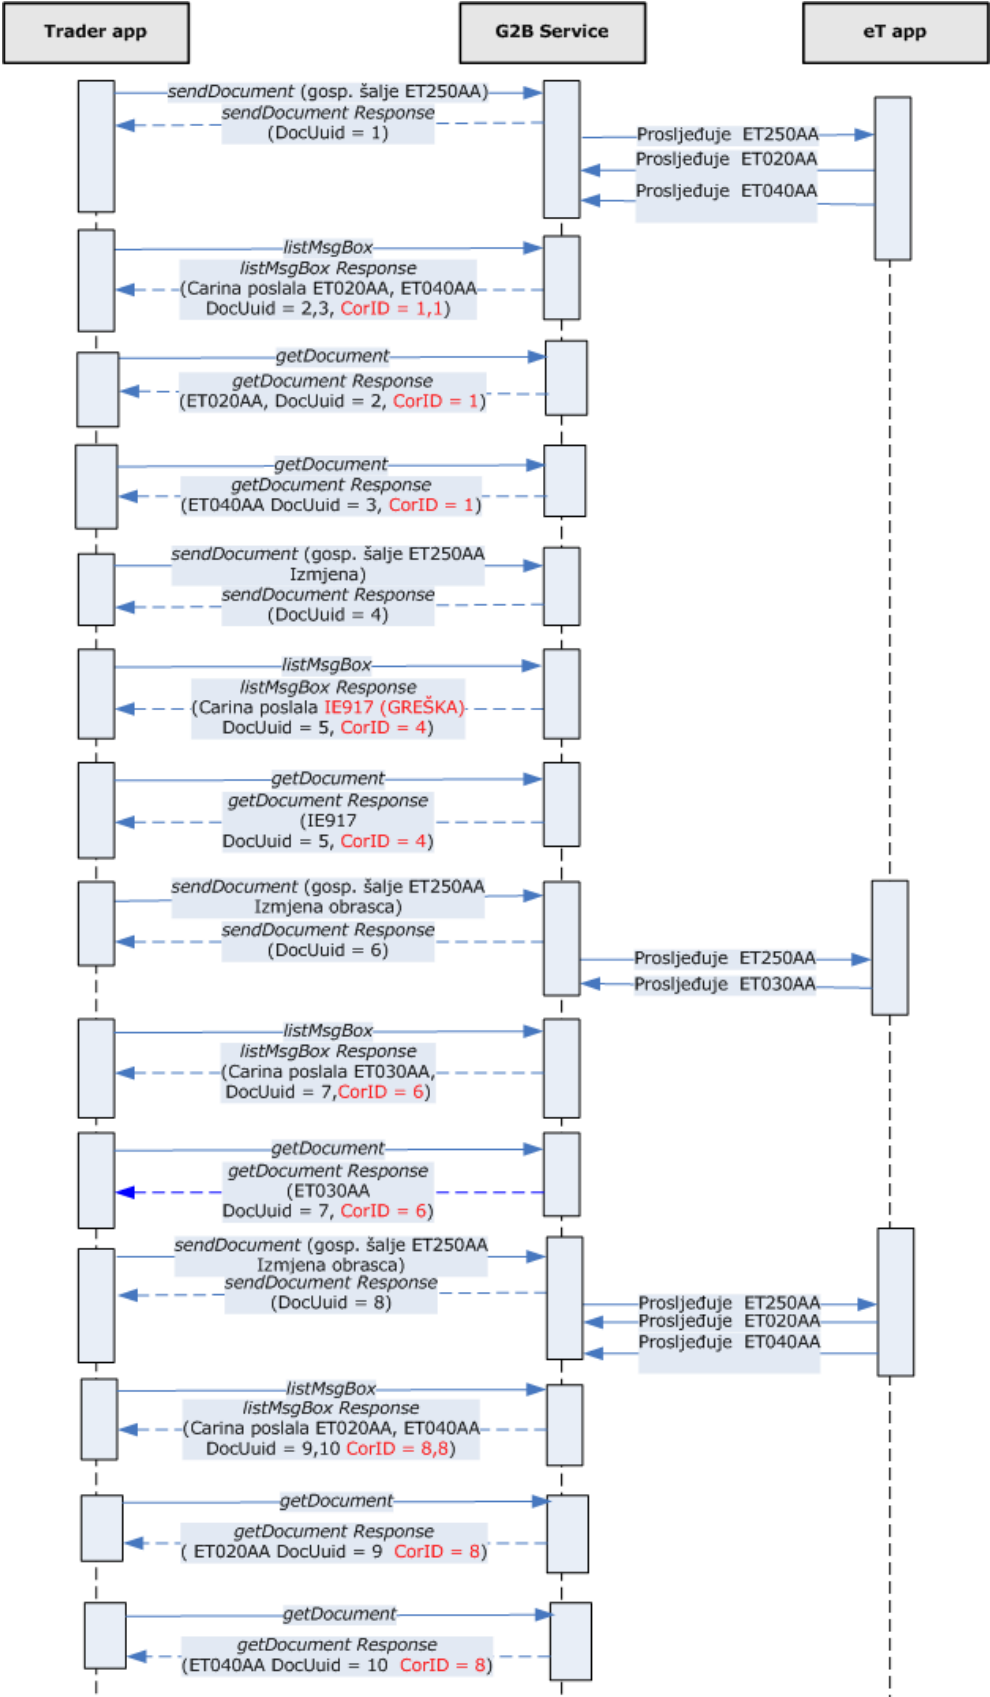 Trader app
G2B Service
eT app
sendDocument (gosp. šalje ET250AA)
sendDocument Response
(DocUuid = 1)
Prosljeđuje ET250AA
Prosljeđuje ET020AA
Prosljeđuje ET040AA
listMsgBox
listMsgBox Response
(Carina poslala ET020AA, ET040AA
DocUuid = 2,3, CorID = 1,1)
getDocument
getDocument Response
(ET020AA, DocUuid = 2, CorID = 1)
getDocument
getDocument Response
(ET040AA DocUuid = 3, CorID = 1)
sendDocument (gosp. šalje ET250AA
Izmjena)
sendDocument Response
(DocUuid = 4)
listMsgBox
listMsgBox Response
(Carina poslala IE917 (GREŠKA)
DocUuid = 5, CorID = 4)
getDocument
getDocument Response
(IE917
DocUuid = 5, CorID = 4)
sendDocument (gosp. šalje ET250AA
Izmjena obrasca)
sendDocument Response
(DocUuid = 6)
Prosljeđuje ET250AA
Prosljeđuje ET030AA
listMsgBox
listMsgBox Response
(Carina poslala ET030AA,
DocUuid = 7,CorID = 6)
getDocument
getDocument Response
(ET030AA
DocUuid = 7, CorID = 6)
sendDocument (gosp. šalje ET250AA
Izmjena obrasca)
sendDocument Response
(DocUuid = 8)
Prosljeđuje ET250AA
Prosljeđuje ET020AA
Prosljeđuje ET040AA
listMsgBox
listMsgBox Response
(Carina poslala ET020AA, ET040AA
DocUuid = 9,10 CorID = 8,8)
getDocument
getDocument Response
( ET020AA DocUuid = 9 CorID = 8)
getDocument
getDocument Response
(ET040AA DocUuid = 10 CorID = 8)